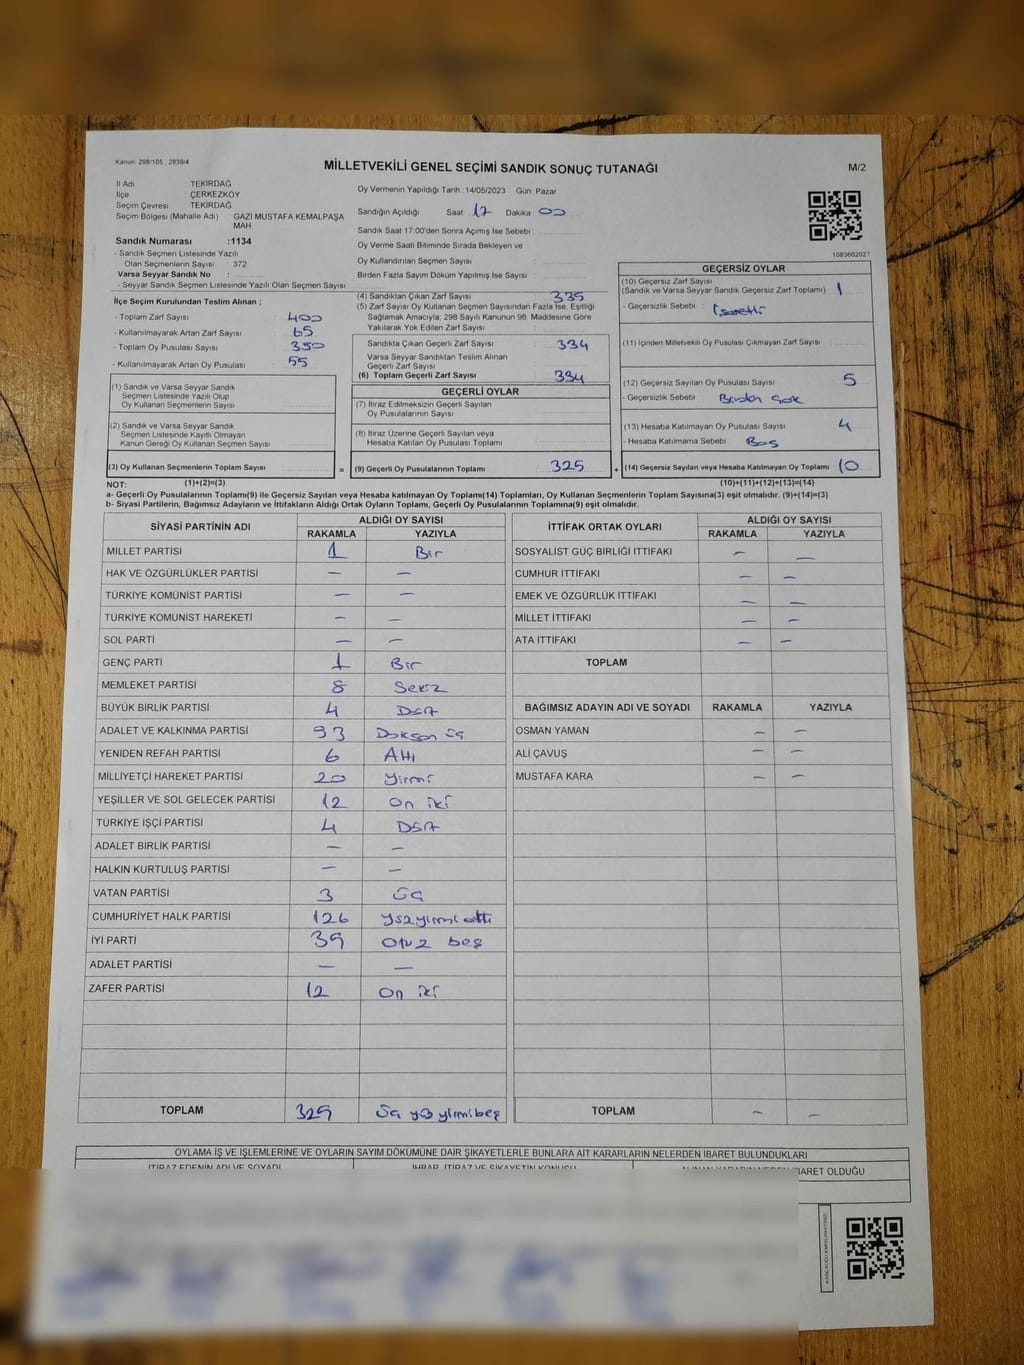 Kanun, 298/105 , 2839/4
MİLLETVEKİLİ GENEL SEÇİMİ SANDIK SONUÇ TUTANAĞI
M/2
İl Adı : TEKİRDAĞ
İlçe : ÇERKEZKÖY
Seçim Çevresi : TEKİRDAĞ
Seçim Bölgesi (Mahalle Adı) : GAZİ MUSTAFA KEMALPAŞA MAH
Sandık Numarası :1134
- Sandık Seçmen Listesinde Yazılı
Olan Seçmenlerin Sayısı : 372
Varsa Seyyar Sandık No :
- Seyyar Sandık Seçmen Listesinde Yazılı Olan Seçmen Sayısı:
Oy Vermenin Yapıldığı Tarih : 14/05/2023 Gün: Pazar
Sandığın Açıldığı Saat 17 Dakika 00
Sandık Saat 17.00'den Sonra Açımış İse Sebebi :
Oy Verme Saati Bitiminde Sırada Bekleyen ve
Oy Kullandırılan Seçmen Sayısı :
Birden Fazla Sayım Döküm Yapılmış İse Sayısı :
1083602027
İlçe Seçim Kurulundan Teslim Alınan ;
- Toplam Zarf Sayısı : 400
- Kullanılmayarak Artan Zarf Sayısı : 65
- Toplam Oy Pusulası Sayısı : 350
- Kullanılmayarak Artan Oy Pusulası : 55
(1) Sandık ve Varsa Seyyar Sandık
Seçmen Listesinde Yazılı Olup
Oy Kullanan Seçmenlerin Sayısı :
(2) Sandık ve Varsa Seyyar Sandık
Seçmen Listesinde Kayıtlı Olmayan
Kanun Gereği Oy Kullanan Seçmen Sayısı :
(3) Oy Kullanan Seçmenlerin Toplam Sayısı :
(4) Sandıktan Çıkan Zarf Sayısı : 335
(5) Zarf Sayısı Oy Kullanan Seçmen Sayısından Fazla İse, Eşitliği
Sağlamak Amacıyla, 298 Sayılı Kanunun 98. Maddesine Göre
Yakılarak Yok Edilen Zarf Sayısı :
Sandıkta Çıkan Geçerli Zarf Sayısı : 334
Varsa Seyyar Sandıktan Teslim Alınan
Geçerli Zarf Sayısı :
(6) Toplam Geçerli Zarf Sayısı : 334
GEÇERLİ OYLAR
(7) İtiraz Edilmeksizin Geçerli Sayılan
Oy Pusulalarının Sayısı :
(8) İtiraz Üzerine Geçerli Sayılan veya
Hesaba Katılan Oy Pusulası Toplamı :
= (9) Geçerli Oy Pusulalarının Toplamı : 325
GEÇERSİZ OYLAR
(10) Geçersiz Zarf Sayısı
(Sandık ve Varsa Seyyar Sandık Geçersiz Zarf Toplamı) : 1
- Geçersizlik Sebebi : İşaretli
(11) İçinden Milletvekili Oy Pusulası Çıkmayan Zarf Sayısı :
(12) Geçersiz Sayılan Oy Pusulası Sayısı : 5
- Geçersizlik Sebebi : Birden çok
(13) Hesaba Katılmayan Oy Pusulası Sayısı : 4
- Hesaba Katılmama Sebebi : Boş
+ (14) Geçersiz Sayılan veya Hesaba Katılmayan Oy Toplamı : 10
NOT: (1)+(2)=(3) (10)+(11)+(12)+(13)=(14)
a- Geçerli Oy Pusulalarının Toplamı(9) ile Geçersiz Sayılan veya Hesaba katılmayan Oy Toplamı(14) Toplamları, Oy Kullanan Seçmenlerin Toplam Sayısına(3) eşit olmalıdır. (9)+(14)=(3)
b- Siyasi Partilerin, Bağımsız Adayların ve İttifakların Aldığı Ortak Oyların Toplamı, Geçerli Oy Pusulalarının Toplamına(9) eşit olmalıdır.
SİYASİ PARTİNİN ADI ALDIĞI OY SAYISI
RAKAMLA YAZIYLA
MİLLET PARTİSİ 1 Bir
HAK VE ÖZGÜRLÜKLER PARTİSİ — —
TÜRKİYE KOMÜNİST PARTİSİ — —
TÜRKİYE KOMÜNİST HAREKETİ — —
SOL PARTİ — —
GENÇ PARTİ 1 Bir
MEMLEKET PARTİSİ 8 Sekiz
BÜYÜK BİRLİK PARTİSİ 4 Dört
ADALET VE KALKINMA PARTİSİ 93 Doksan üç
YENİDEN REFAH PARTİSİ 6 Altı
MİLLİYETÇİ HAREKET PARTİSİ 20 Yirmi
YEŞİLLER VE SOL GELECEK PARTİSİ 12 on iki
TÜRKİYE İŞÇİ PARTİSİ 4 Dört
ADALET BİRLİK PARTİSİ — —
HALKIN KURTULUŞ PARTİSİ — —
VATAN PARTİSİ 3 üç
CUMHURİYET HALK PARTİSİ 126 yüzyirmi altı
İYİ PARTİ 35 Otuz beş
ADALET PARTİSİ — —
ZAFER PARTİSİ 12 On iki
TOPLAM 325 üç yüz yirmi beş
İTTİFAK ORTAK OYLARI ALDIĞI OY SAYISI
RAKAMLA YAZIYLA
SOSYALİST GÜÇ BİRLİĞİ İTTİFAKI — —
CUMHUR İTTİFAKI — —
EMEK VE ÖZGÜRLÜK İTTİFAKI — —
MİLLET İTTİFAKI — —
ATA İTTİFAKI — —
TOPLAM
BAĞIMSIZ ADAYIN ADI VE SOYADI RAKAMLA YAZIYLA
OSMAN YAMAN — —
ALİ ÇAVUŞ — —
MUSTAFA KARA — —
TOPLAM — —
OYLAMA İŞ VE İŞLEMLERİNE VE OYLARIN SAYIM DÖKÜMÜNE DAİR ŞİKAYETLERLE BUNLARA AİT KARARLARIN NELERDEN İBARET BULUNDUKLARI
İTİRAZ EDENİN ADI VE SOYADI İHBAR, İTİRAZ VE ŞİKAYETİN KONUSU ALINAN KARARIN NEDEN İBARET OLDUĞU